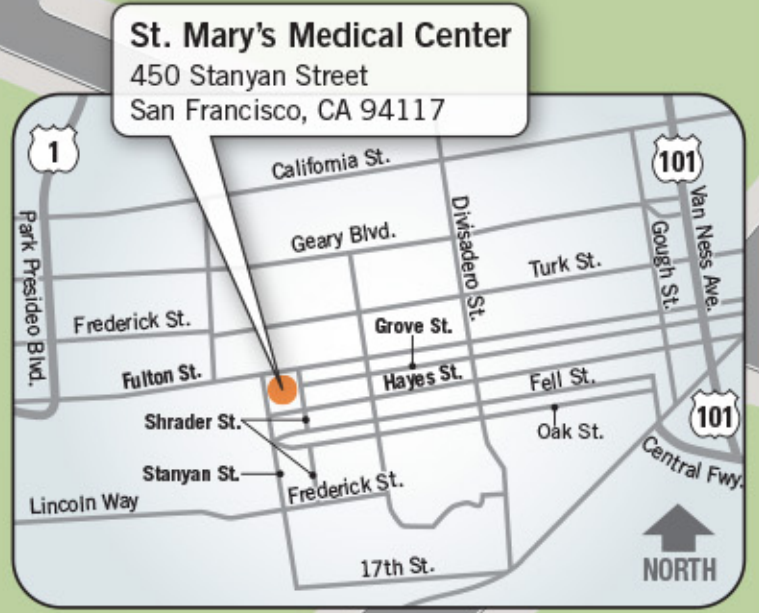 St. Mary's Medical Center
450 Stanyan Street
San Francisco, CA 94117
1
101
California St.
Park Presideo Blvd.
Divisadero St.
Van Ness Ave.
Geary Blvd.
Gough St.
Turk St.
Frederick St.
Grove St.
Fulton St.
Hayes St.
Fell St.
Shrader St.
Oak St.
101
Central Fwy.
Stanyan St.
Frederick St.
Lincoln Way
17th St.
NORTH